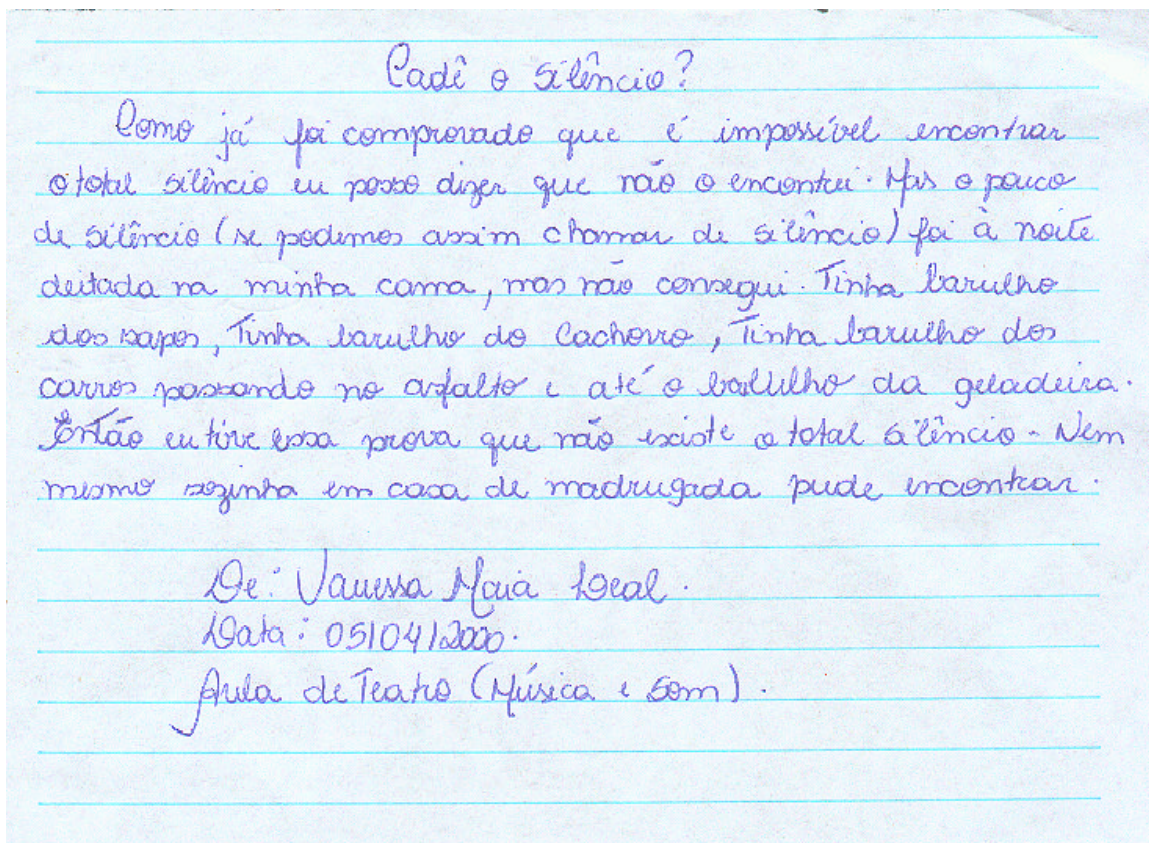 Cadê o silêncio?
Como já foi comprovado que é impossível encontrar
o total silêncio eu posso dizer que não o encontrei. Mas o pouco
de silêncio (se podemos assim chamar de silêncio) foi à noite
deitada na minha cama, mas não consegui. Tinha barulho
dos sapos, Tinha barulho do Cachorro, Tinha barulho dos
carros passando no asfalto e até o barulho da geladeira.
Então eu tive essa prova que não existe o total silêncio - Nem
mesmo sozinha em casa de madrugada pude encontrar.
De: Vanessa Maia Leal.
Data: 05/04/2000.
Aula de Teatro (Música e Som).